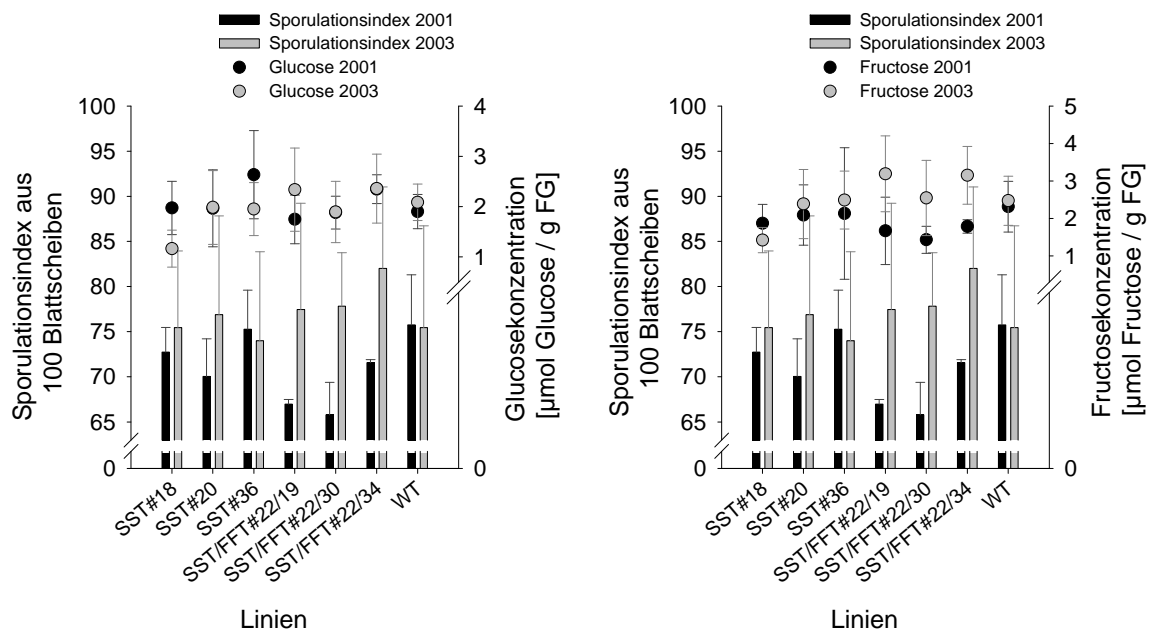 Sporulationsindex 2001
Sporulationsindex 2003
Glucose 2001
Glucose 2003
Sporulationsindex aus
100 Blattscheiben
100
95
90
85
80
75
70
65
0
4
3
2
1
0
Glucosekonzentration
[µmol Glucose / g FG]
SST#18
SST#20
SST#36
SST/FFT#22/19
SST/FFT#22/30
SST/FFT#22/34
WT
Linien
Sporulationsindex 2001
Sporulationsindex 2003
Fructose 2001
Fructose 2003
Sporulationsindex aus
100 Blattscheiben
100
95
90
85
80
75
70
65
0
5
4
3
2
1
0
Fructosekonzentration
[µmol Fructose / g FG]
SST#18
SST#20
SST#36
SST/FFT#22/19
SST/FFT#22/30
SST/FFT#22/34
WT
Linien